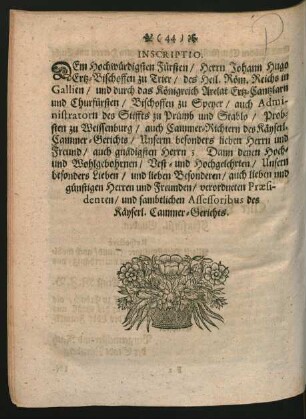 ( 44 )
INSCRIPTIO.
DEm Hochwürdigsten Fürsten / Herrn Johann Hugo
Ertz-Bischoffen zu Trier / des Heil. Röm. Reichs in
Gallien / und durch das Königreich Arelat Ertz-Cantzlarn
und Churfürsten / Bischoffen zu Speyer / auch Admi-
nistratorn des Stiffts zu Prümb und Stablo / Prob-
sten zu Weissenburg / auch Cammer-Richtern des Käyserl.
Cammer-Gerichts / Unserm besonders lieben Herrn und
Freund / auch gnädigsten Herrn ; Dann denen Hoch-
und Wohlgebohrnen / Vest- und Hochgelehrten / Unsern
besonders Lieben / und lieben Besonderen / auch lieben und
günstigen Herren und Freunden / verordneten Præsi-
denten / und sambtlichen Assessoribus des
Käyserl. Cammer-Gerichts.